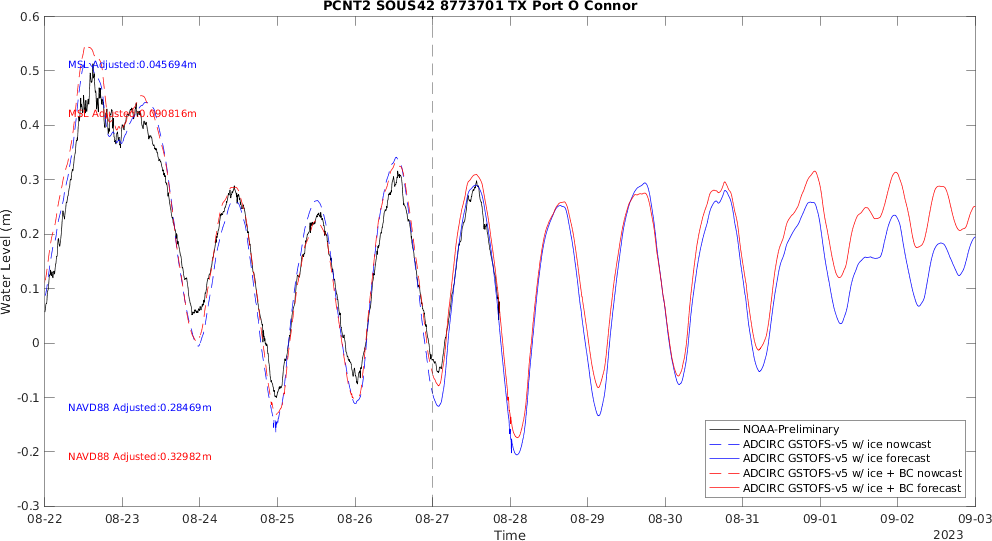 PCNT2 SOUS42 8773701 TX Port O Connor
0.6
0.5
0.4
0.3
0.2
0.1
0
-0.1
-0.2
-0.3
Water Level (m)
MSL Adjusted:0.045694m
MSL Adjusted:0.090816m
NAVD88 Adjusted:0.28469m
NAVD88 Adjusted:0.32982m
NOAA-Preliminary
ADCIRC GSTOFS-v5 w/ ice nowcast
ADCIRC GSTOFS-v5 w/ ice forecast
ADCIRC GSTOFS-v5 w/ ice + BC nowcast
ADCIRC GSTOFS-v5 w/ ice + BC forecast
08-22 08-23 08-24 08-25 08-26 08-27 08-28 08-29 08-30 08-31 09-01 09-02 09-03
Time
2023